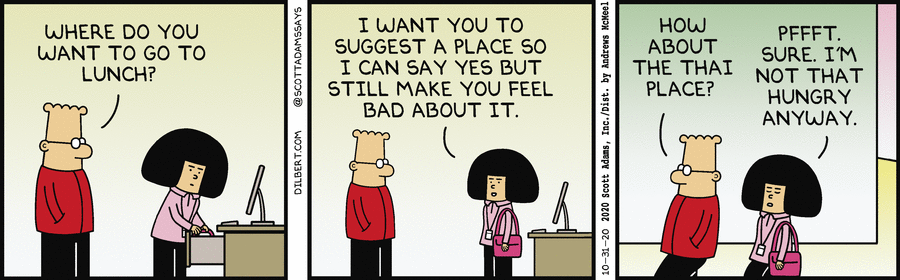 WHERE DO YOU
WANT TO GO TO
LUNCH?
DILBERT.COM @SCOTTADAMSSAYS
I WANT YOU TO
SUGGEST A PLACE SO
I CAN SAY YES BUT
STILL MAKE YOU FEEL
BAD ABOUT IT.
10-31-20 2020 Scott Adams, Inc./Dist. by Andrews McMeel
HOW
ABOUT
THE THAI
PLACE?
PFFFT.
SURE. I'M
NOT THAT
HUNGRY
ANYWAY.